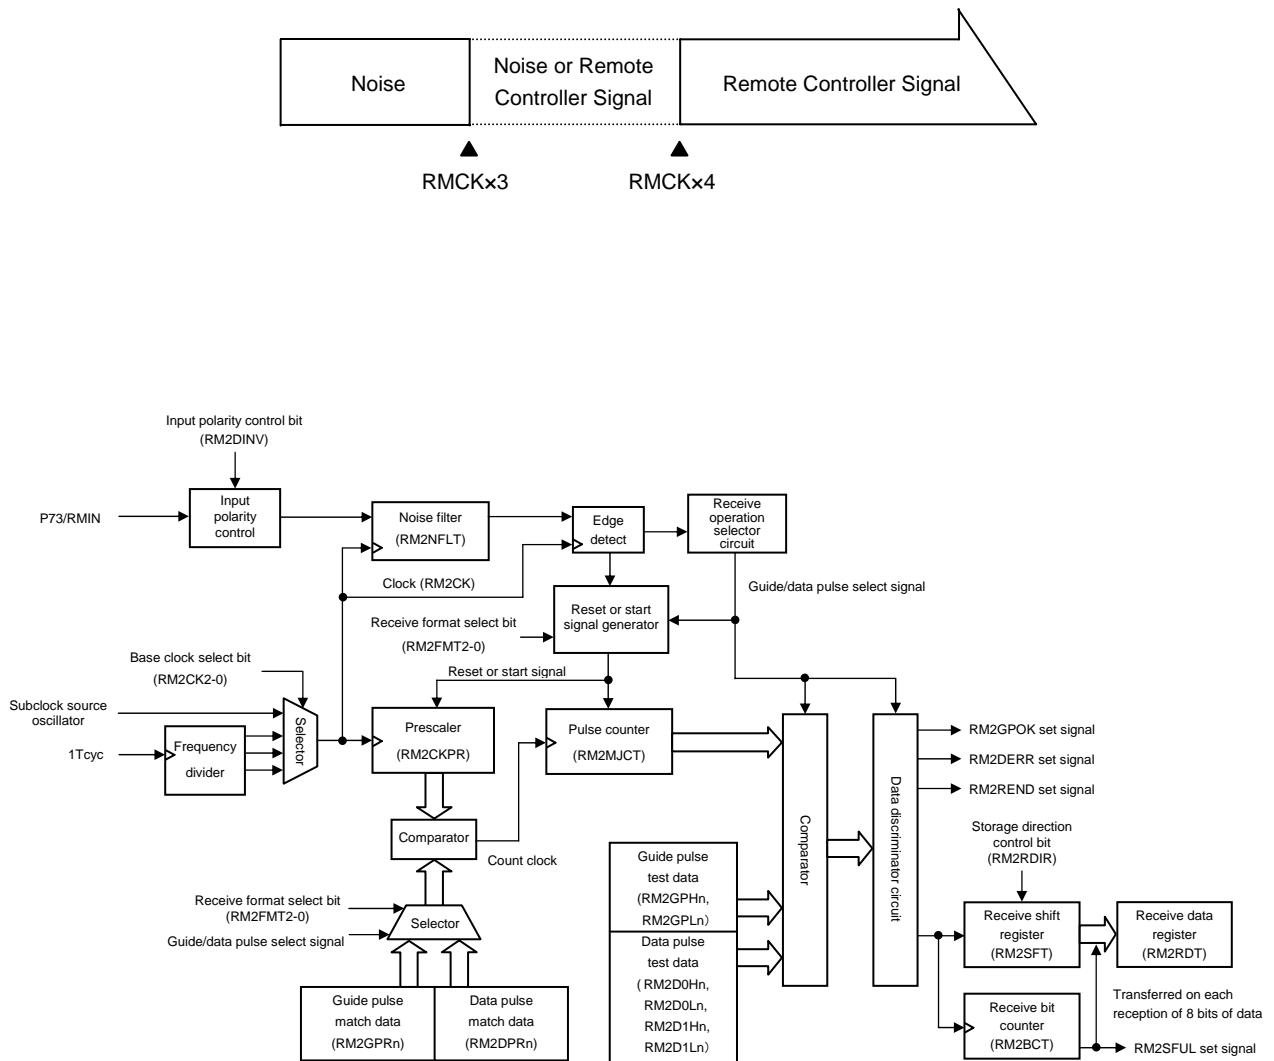 Noise
Noise or Remote
Controller Signal
Remote Controller Signal
RMCK×3
RMCK×4
Input polarity control bit
(RM2DINV)
P73/RMIN
Input
polarity
control
Noise filter
(RM2NFLT)
Edge
detect
Receive
operation
selector
circuit
Clock (RM2CK)
Guide/data pulse select signal
Reset or start
signal generator
Receive format select bit
(RM2FMT2-0)
Base clock select bit
(RM2CK2-0)
Reset or start signal
Subclock source
oscillator
1Tcyc
Frequency
divider
Selector
Prescaler
(RM2CKPR)
Pulse counter
(RM2MJCT)
Comparator
Count clock
Receive format select bit
(RM2FMT2-0)
Guide/data pulse select signal
Selector
Guide pulse
match data
(RM2GPRn)
Data pulse
match data
(RM2DPRn)
Guide pulse
test data
(RM2GPHn,
RM2GPLn)
Data pulse
test data
( RM2D0Hn,
RM2D0Ln,
RM2D1Hn,
RM2D1Ln)
Comparator
Data discriminator circuit
RM2GPOK set signal
RM2DERR set signal
RM2REND set signal
Storage direction
control bit
(RM2RDIR)
Receive shift
register
(RM2SFT)
Receive data
register
(RM2RDT)
Receive bit
counter
(RM2BCT)
Transferred on each
reception of 8 bits of data
RM2SFUL set signal